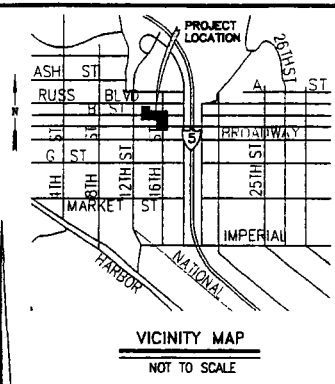 PROJECT
LOCATION
26TH ST
ASH ST
A ST
RUSS BLVD
B ST
N
5
BROADWAY
ST
ST
ST
G ST
4TH
8TH
12TH ST
16TH
25TH ST
MARKET ST
IMPERIAL
HARBOR
NATIONAL
VICINITY MAP
NOT TO SCALE